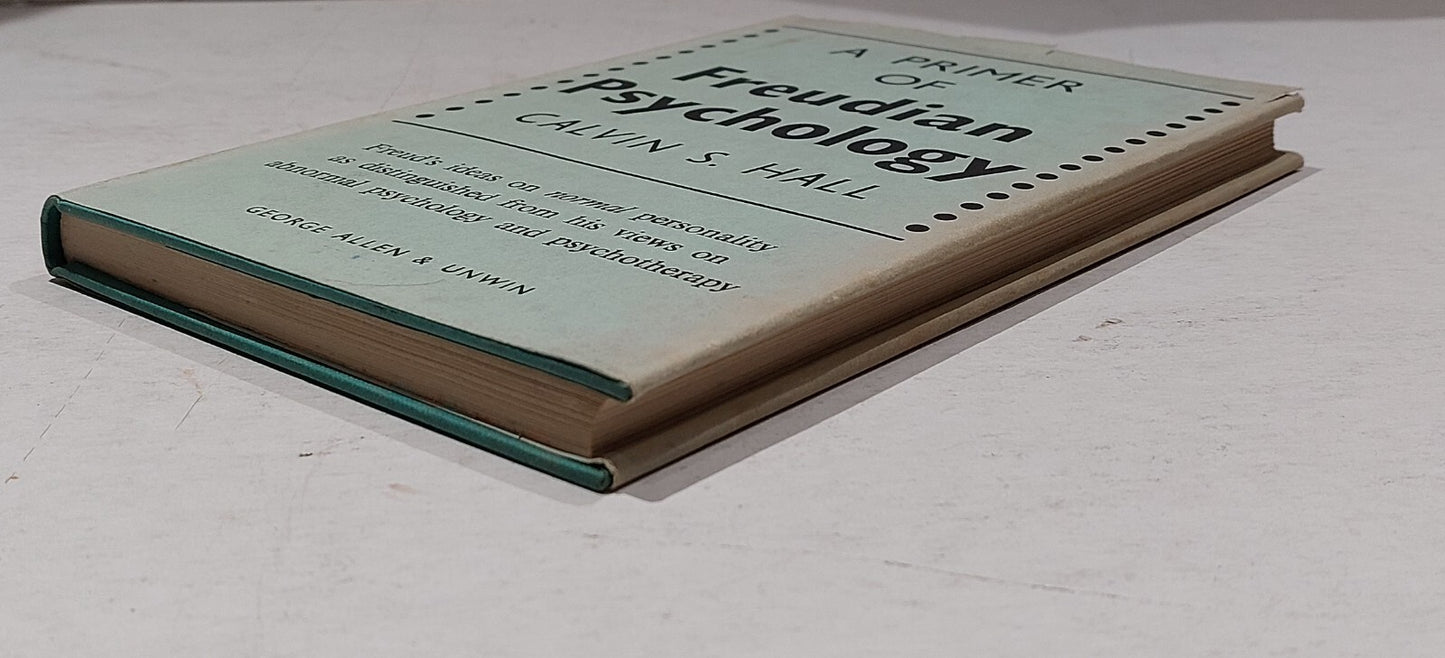 A PRIMER
OF
Freudian
Psychology
CALVIN S. HALL
Freud's ideas on normal personality
as distinguished from his views on
abnormal psychology and psychotherapy
GEORGE ALLEN & UNWIN